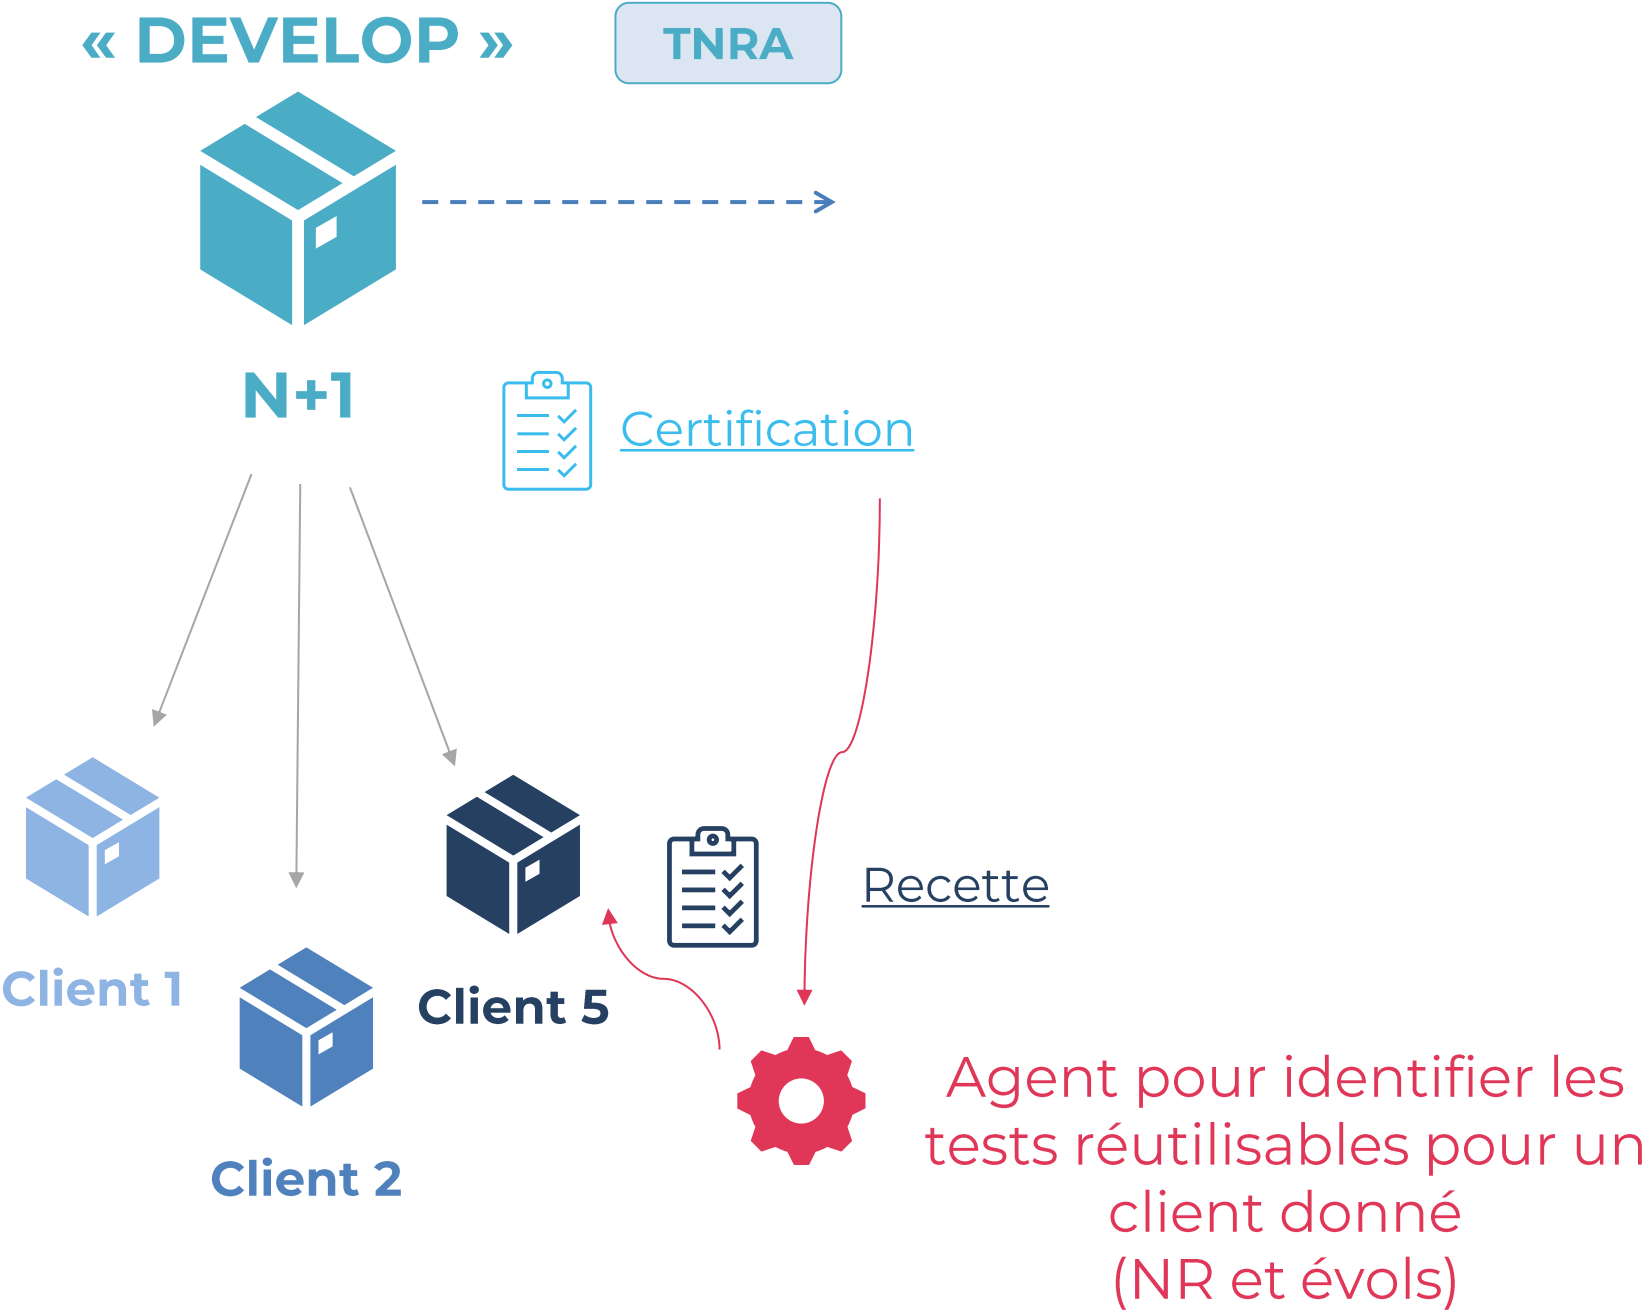 « DEVELOP »
TNRA
N+1
Certification
Recette
Client 1
Client 5
Client 2
Agent pour identifier les
tests réutilisables pour un
client donné
(NR et évols)